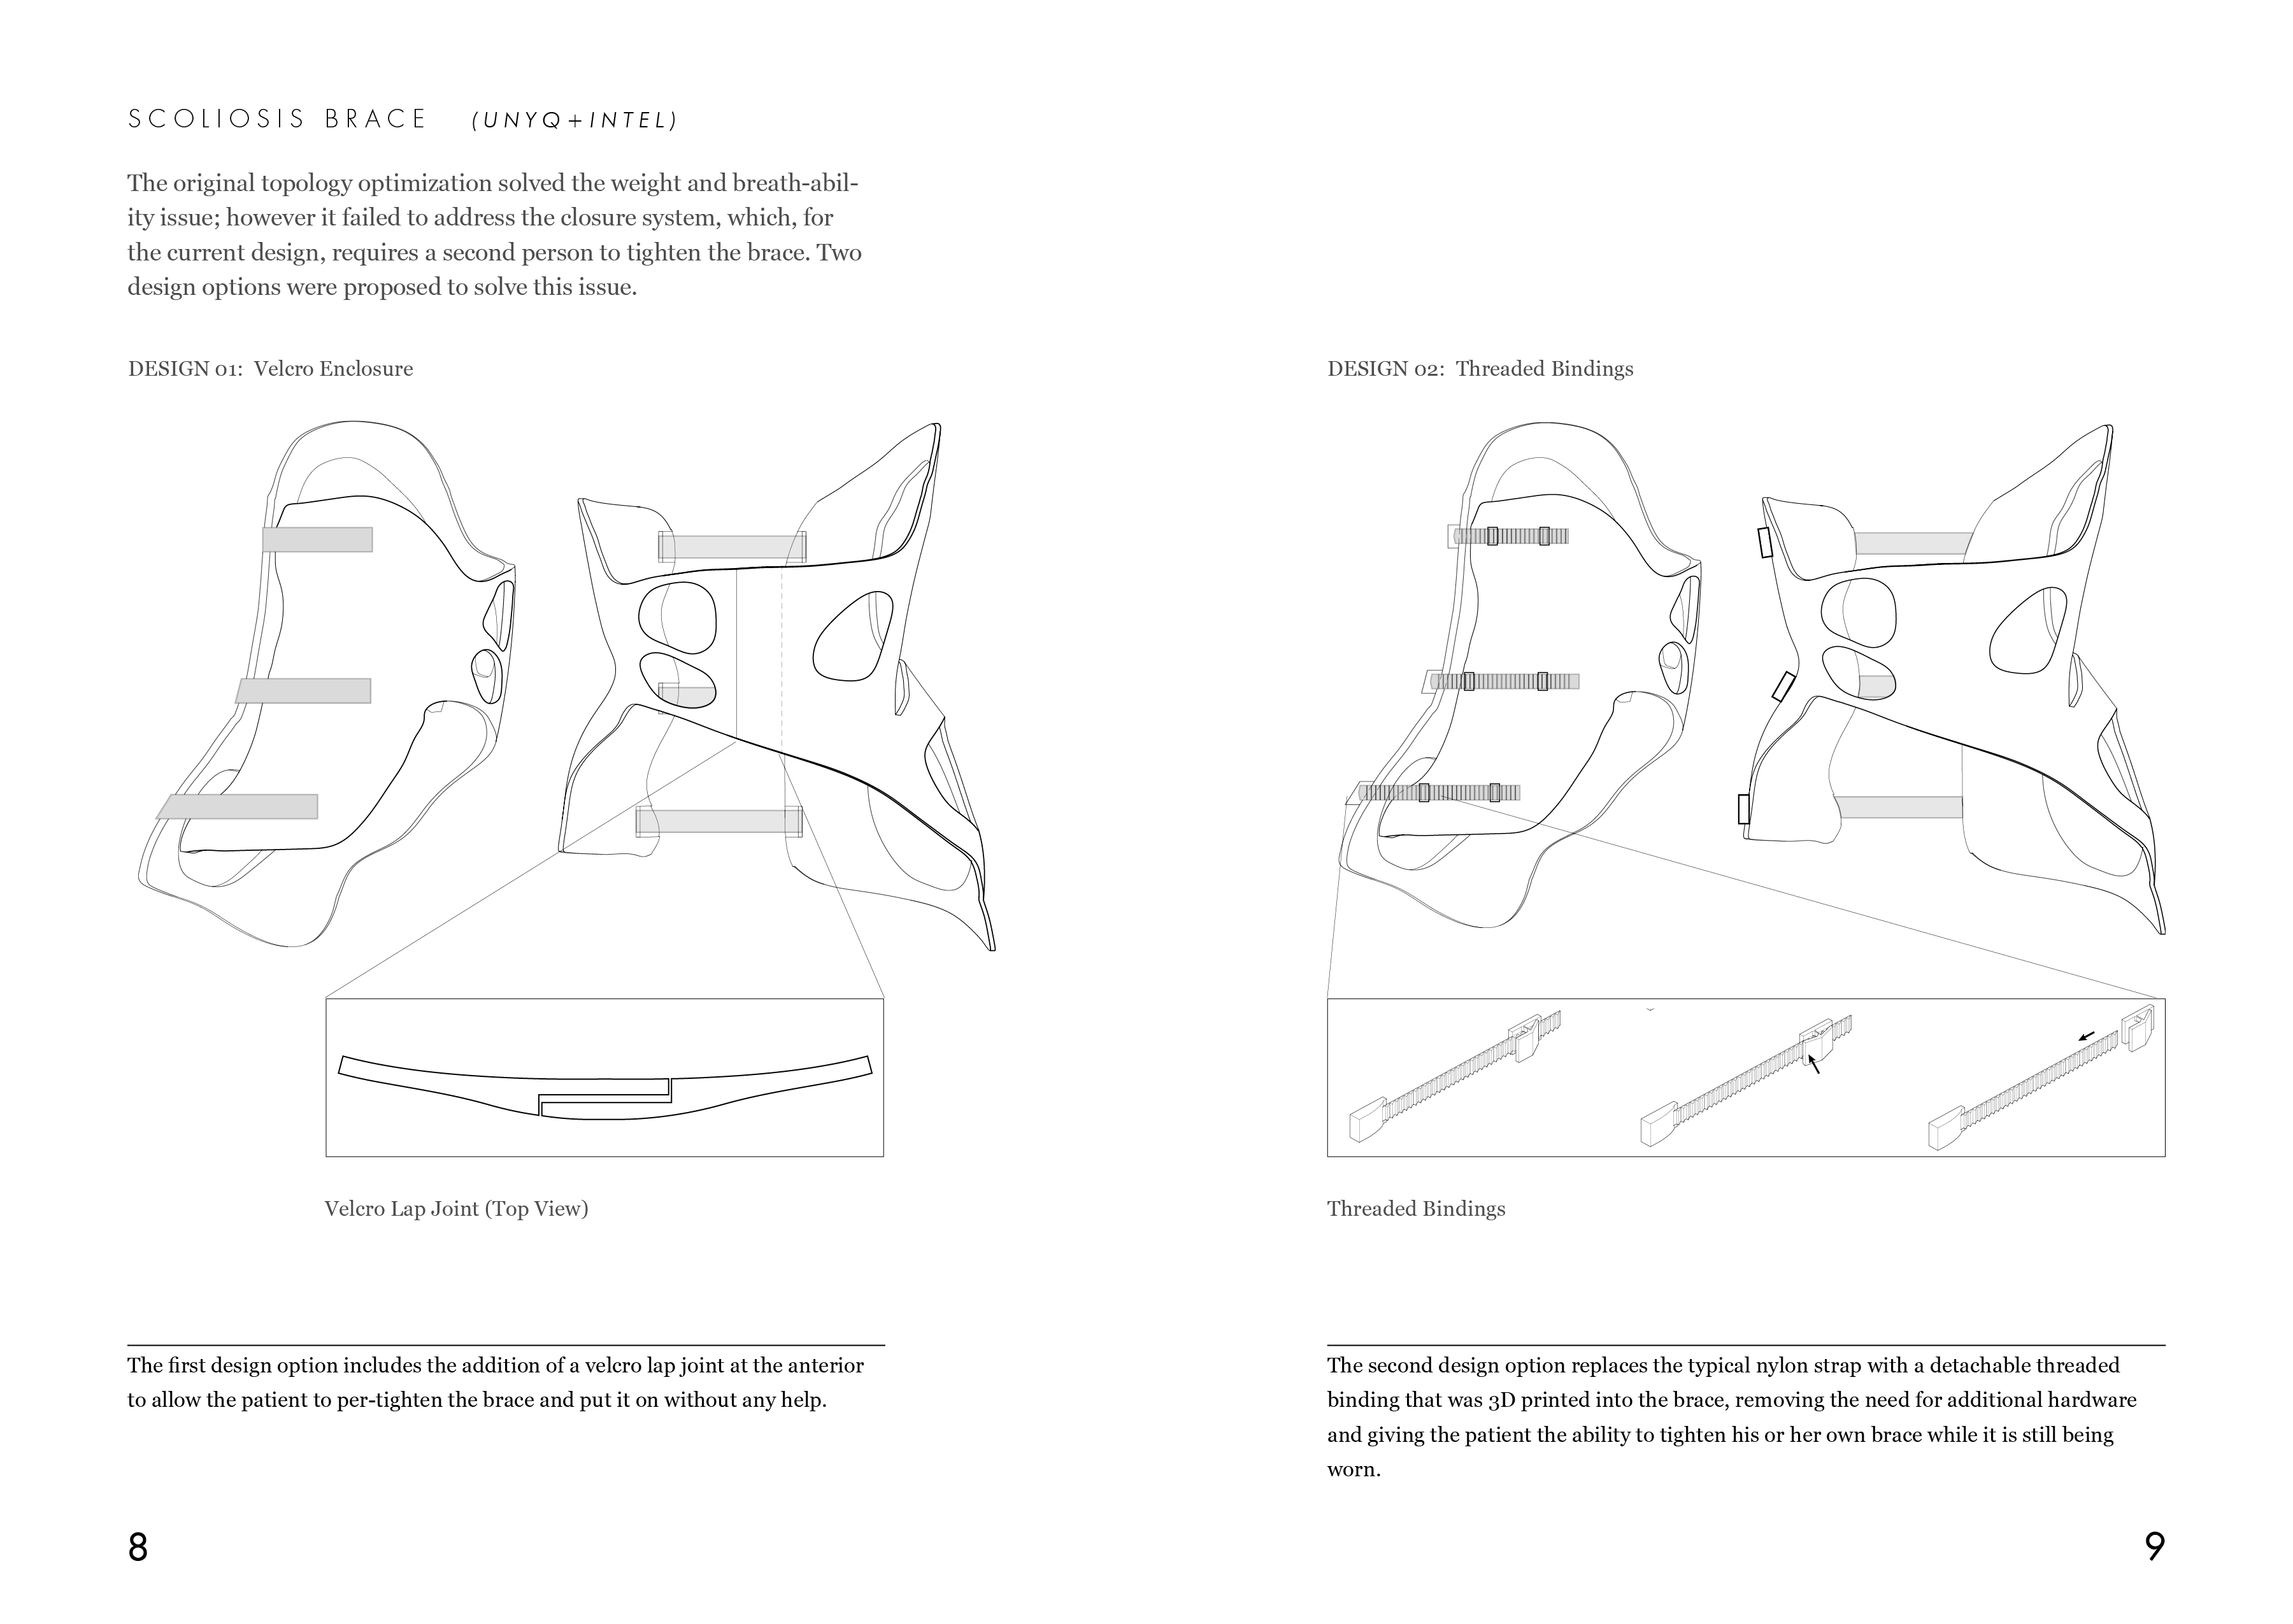 SCOLIOSIS BRACE (UNYQ+INTEL)
The original topology optimization solved the weight and breath-abil-
ity issue; however it failed to address the closure system, which, for
the current design, requires a second person to tighten the brace. Two
design options were proposed to solve this issue.
DESIGN 01: Velcro Enclosure
Velcro Lap Joint (Top View)
The first design option includes the addition of a velcro lap joint at the anterior
to allow the patient to per-tighten the brace and put it on without any help.
8
DESIGN 02: Threaded Bindings
Threaded Bindings
The second design option replaces the typical nylon strap with a detachable threaded
binding that was 3D printed into the brace, removing the need for additional hardware
and giving the patient the ability to tighten his or her own brace while it is still being
worn.
9